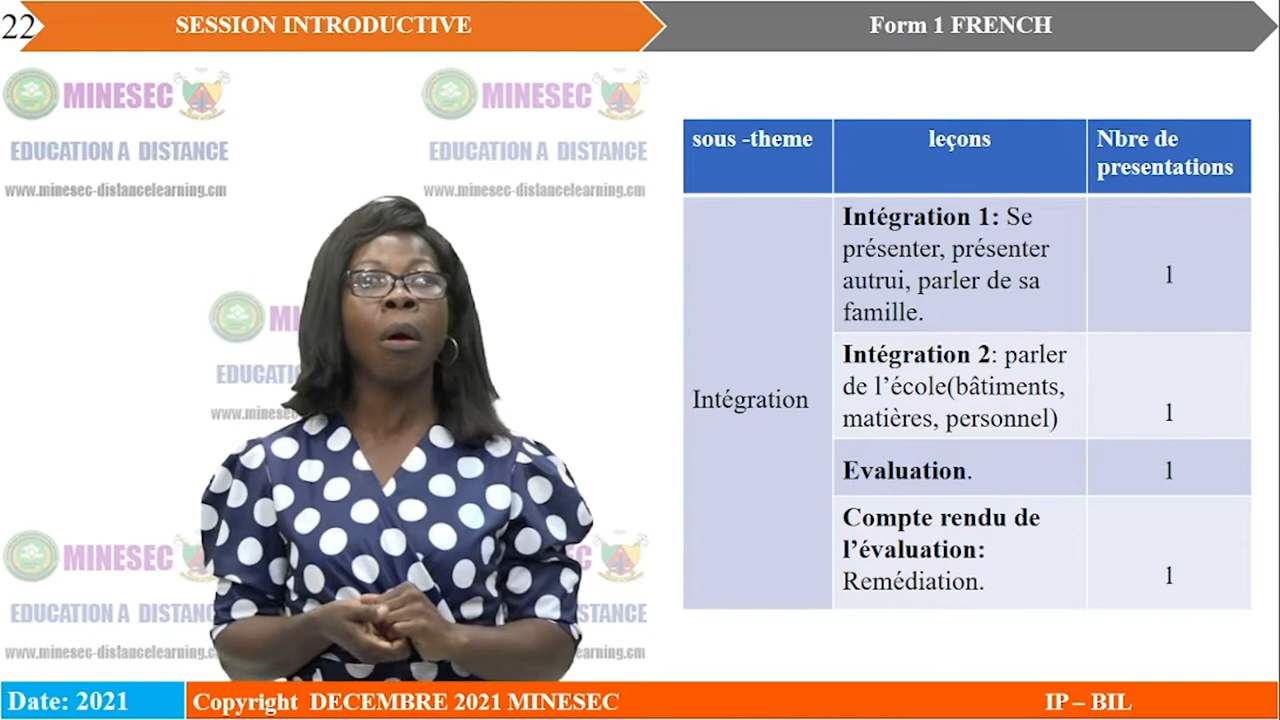 22
SESSION INTRODUCTIVE
Form 1 FRENCH
MINESEC
EDUCATION A DISTANCE
www.minesec-distancelearning.cm
MINESEC
EDUCATION A DISTANCE
www.minesec-distancelearning.cm
sous -theme
leçons
Nbre de
presentations
Intégration
Intégration 1: Se
présenter, présenter
autrui, parler de sa
famille.
1
Intégration 2: parler
de l’école(bâtiments,
matières, personnel)
1
Evaluation.
1
Compte rendu de
l’évaluation:
Remédiation.
1
MINESEC
EDUCATION A DISTANC
www.minesec-distancelearning.c
STANCE
earning.cm
Date: 2021
Copyright DECEMBRE 2021 MINESEC
IP – BIL